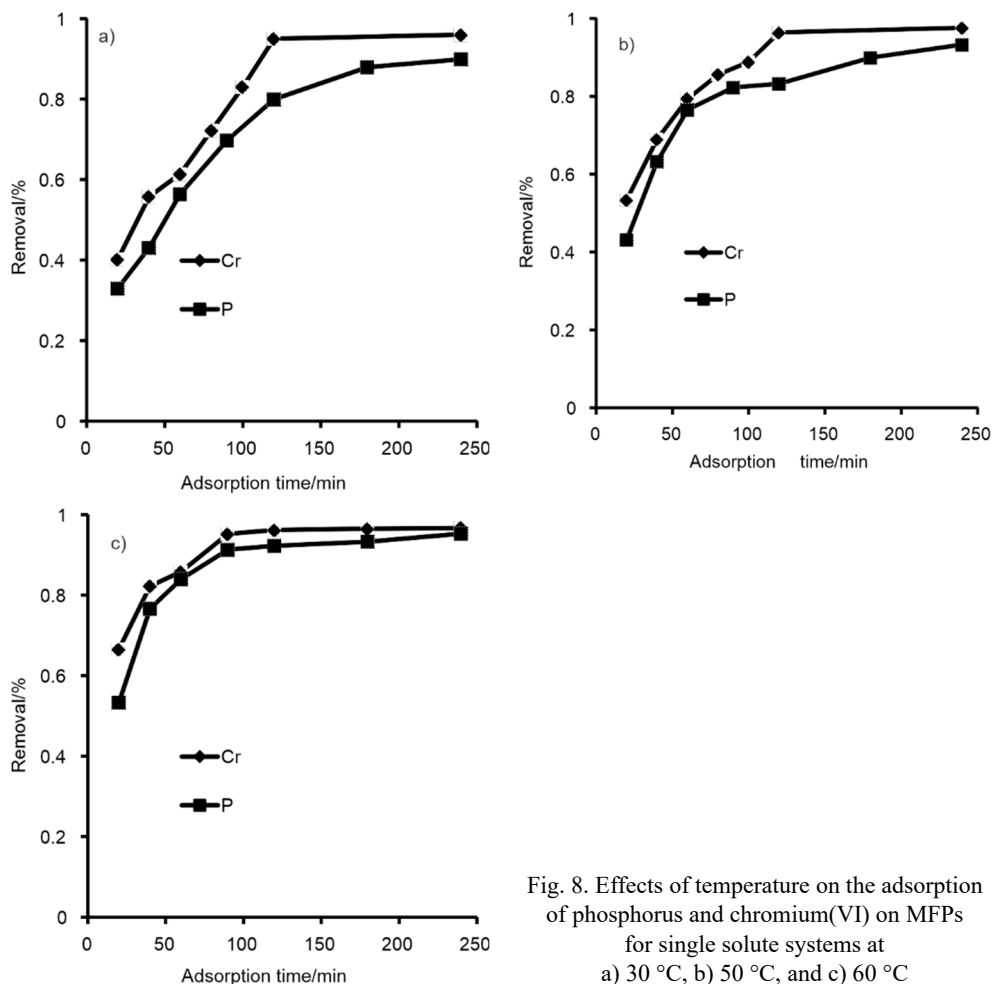 a)
1
0.8
0.6
0.4
0.2
0
Removal/%
Cr
P
0 50 100 150 200 250
Adsorption time/min
b)
1
0.8
0.6
0.4
0.2
0
Removal/%
Cr
P
0 50 100 150 200 250
Adsorption time/min
c)
1
0.8
0.6
0.4
0.2
0
Removal/%
Cr
P
0 50 100 150 200 250
Adsorption time/min
Fig. 8. Effects of temperature on the adsorption
of phosphorus and chromium(VI) on MFPs
for single solute systems at
a) 30 °C, b) 50 °C, and c) 60 °C